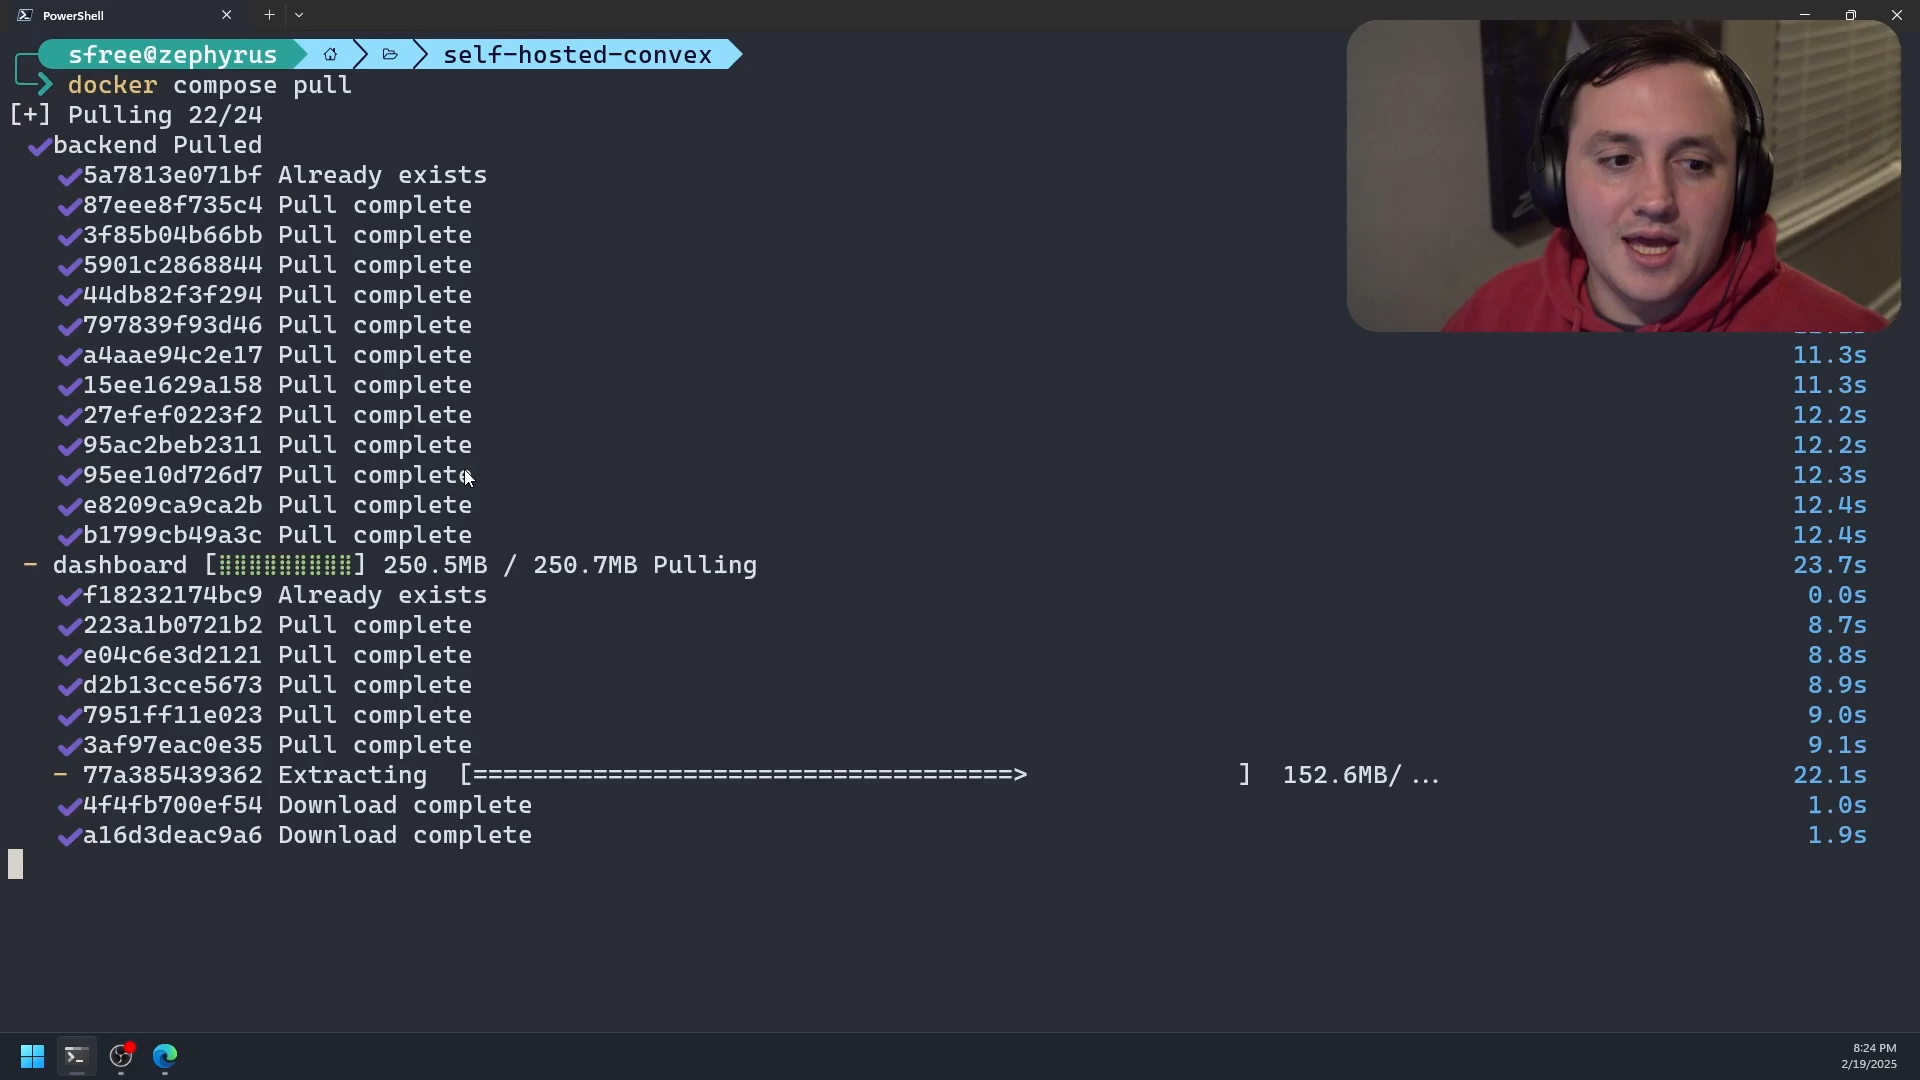 PowerShell
sfree@zephyrus self-hosted-convex
docker compose pull
[+] Pulling 22/24
backend Pulled
5a7813e071bf Already exists
87eee8f735c4 Pull complete
3f85b04b66bb Pull complete
5901c2868844 Pull complete
44db82f3f294 Pull complete
797839f93d46 Pull complete
a4aae94c2e17 Pull complete 11.3s
15ee1629a158 Pull complete 11.3s
27efef0223f2 Pull complete 12.2s
95ac2beb2311 Pull complete 12.2s
95ee10d726d7 Pull complete 12.3s
e8209ca9ca2b Pull complete 12.4s
b1799cb49a3c Pull complete 12.4s
- dashboard [⣿⣿⣿⣿⣿⣿⣿⣿⣿] 250.5MB / 250.7MB Pulling 23.7s
f18232174bc9 Already exists 0.0s
223a1b0721b2 Pull complete 8.7s
e04c6e3d2121 Pull complete 8.8s
d2b13cce5673 Pull complete 8.9s
7951ff11e023 Pull complete 9.0s
3af97eac0e35 Pull complete 9.1s
- 77a385439362 Extracting [====================================> ] 152.6MB/... 22.1s
4f4fb700ef54 Download complete 1.0s
a16d3deac9a6 Download complete 1.9s
8:24 PM
2/19/2025